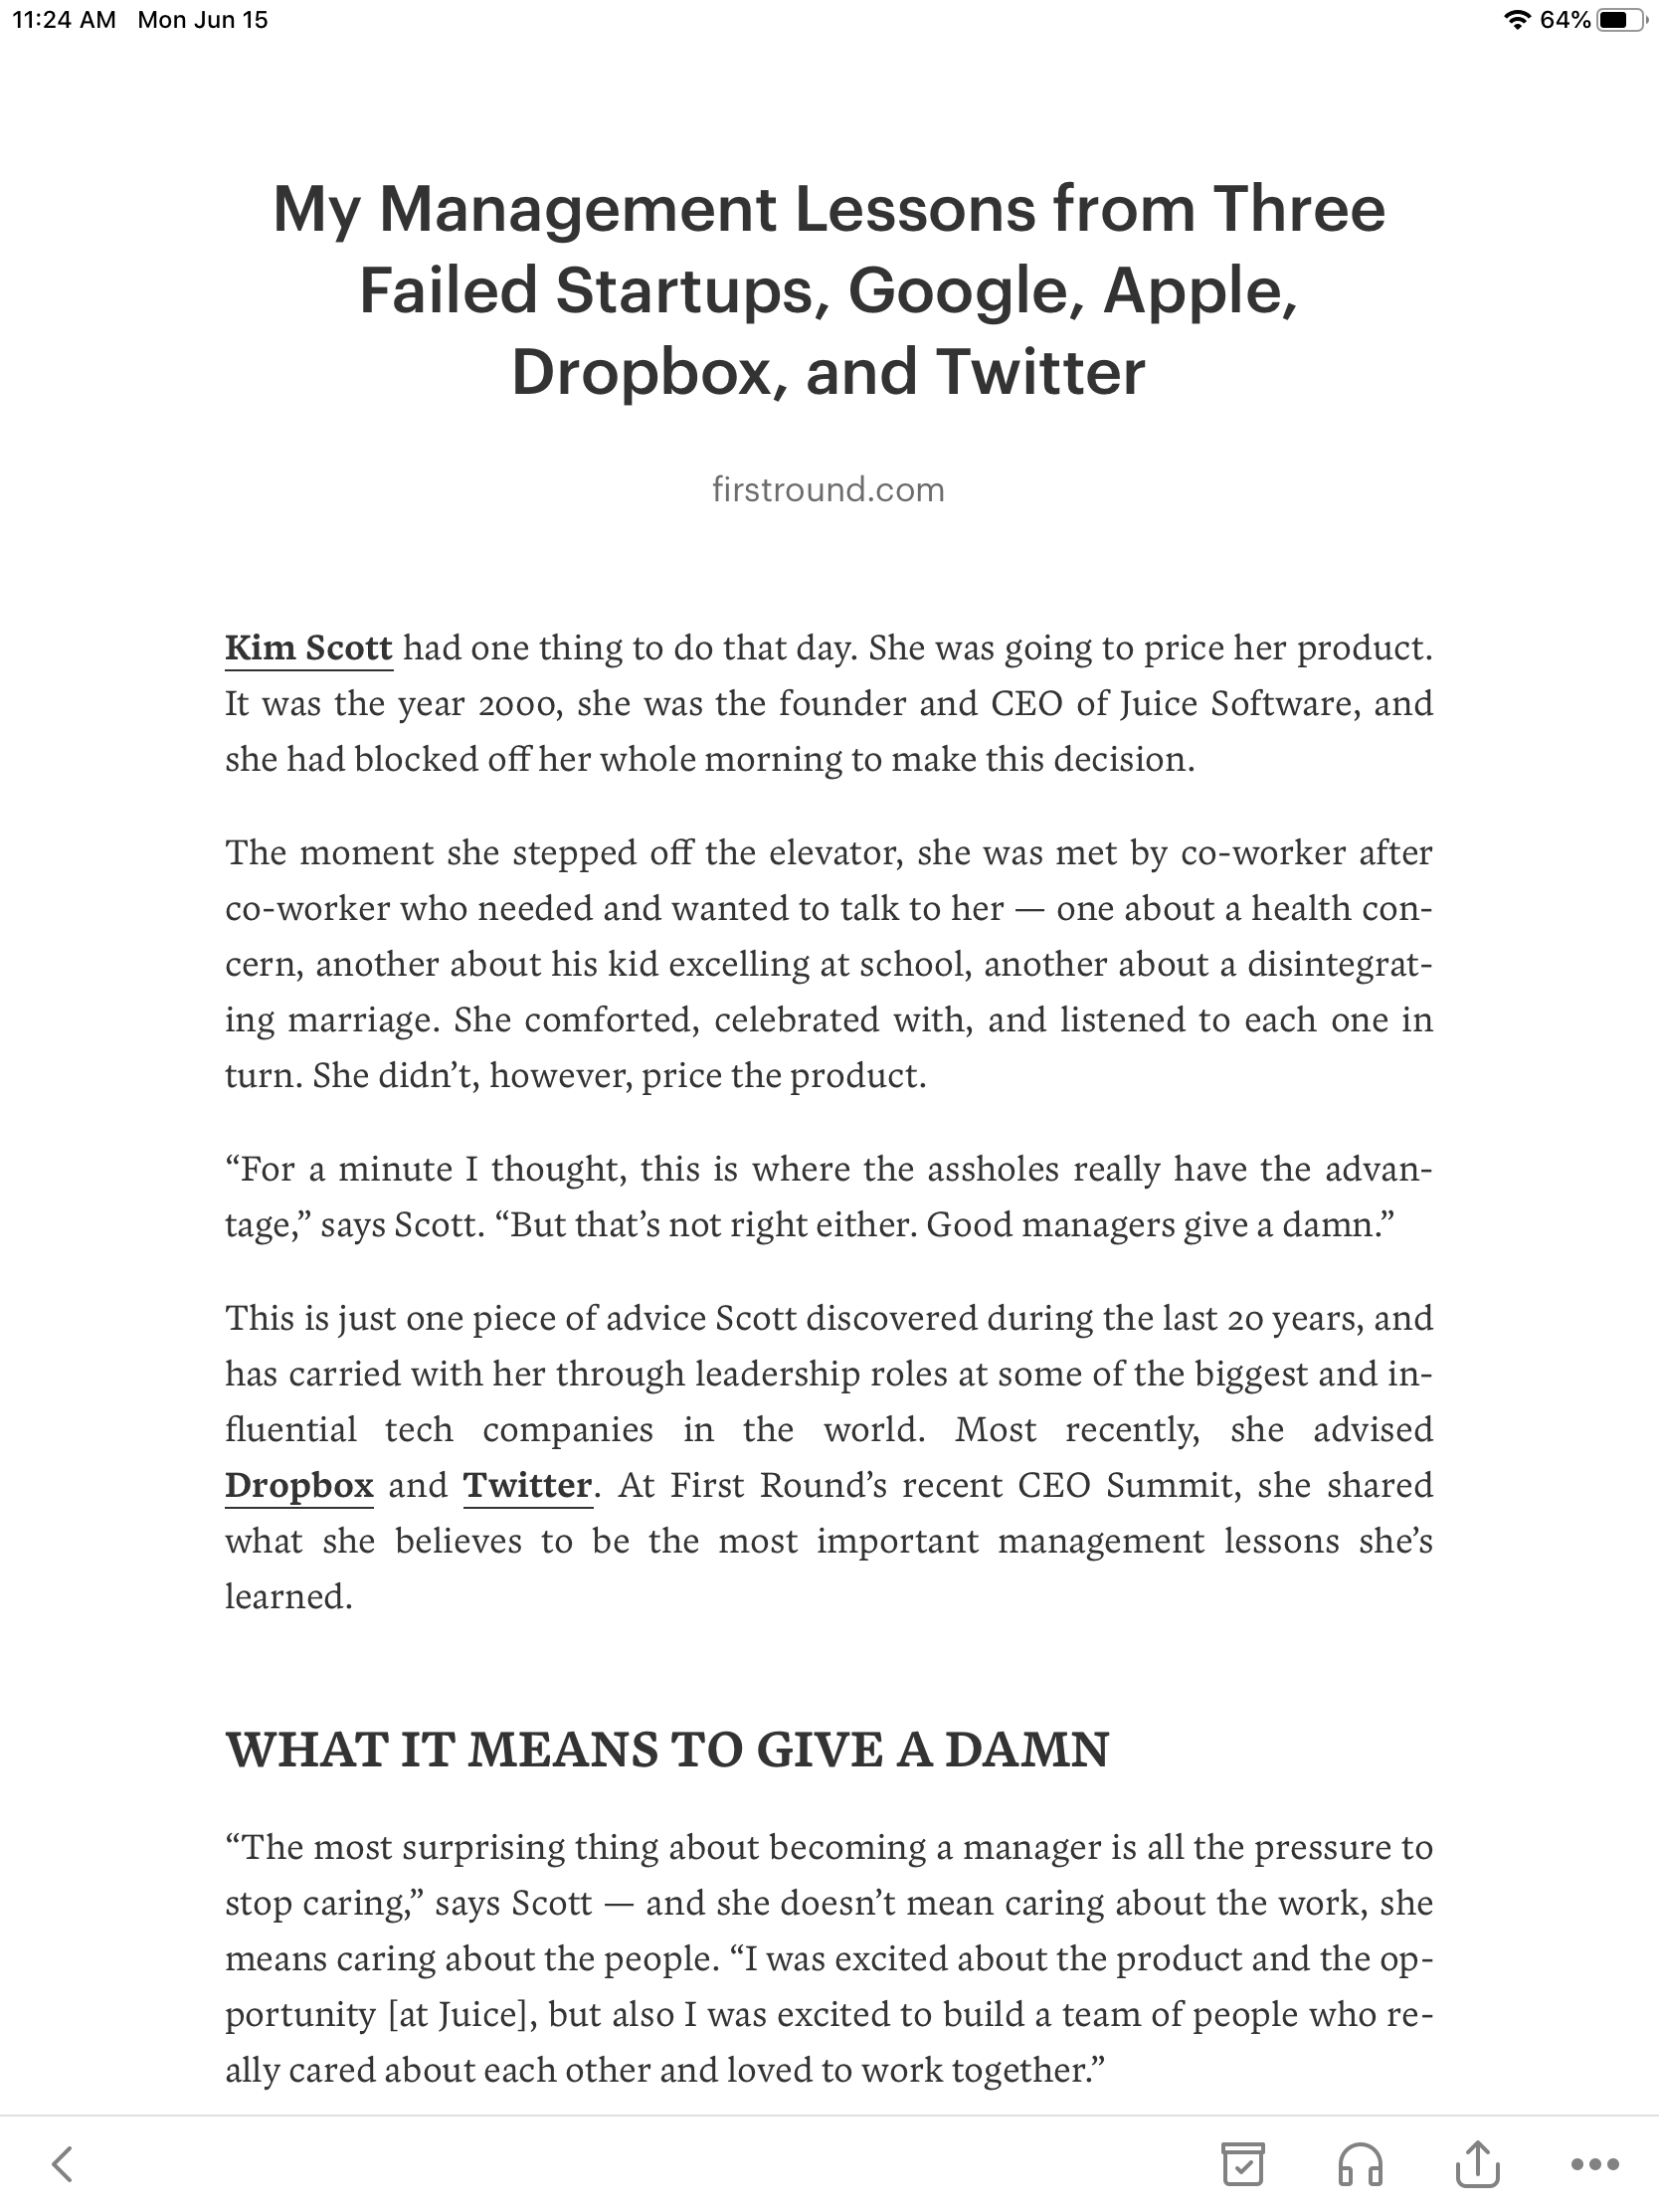 11:24 AM Mon Jun 15
64%
My Management Lessons from Three
Failed Startups, Google, Apple,
Dropbox, and Twitter
firstround.com
Kim Scott had one thing to do that day. She was going to price her product.
It was the year 2000, she was the founder and CEO of Juice Software, and
she had blocked off her whole morning to make this decision.
The moment she stepped off the elevator, she was met by co-worker after
co-worker who needed and wanted to talk to her — one about a health con-
cern, another about his kid excelling at school, another about a disintegrat-
ing marriage. She comforted, celebrated with, and listened to each one in
turn. She didn’t, however, price the product.
“For a minute I thought, this is where the assholes really have the advan-
tage,” says Scott. “But that’s not right either. Good managers give a damn.”
This is just one piece of advice Scott discovered during the last 20 years, and
has carried with her through leadership roles at some of the biggest and in-
fluential tech companies in the world. Most recently, she advised
Dropbox and Twitter. At First Round’s recent CEO Summit, she shared
what she believes to be the most important management lessons she’s
learned.
WHAT IT MEANS TO GIVE A DAMN
“The most surprising thing about becoming a manager is all the pressure to
stop caring,” says Scott — and she doesn’t mean caring about the work, she
means caring about the people. “I was excited about the product and the op-
portunity [at Juice], but also I was excited to build a team of people who re-
ally cared about each other and loved to work together.”